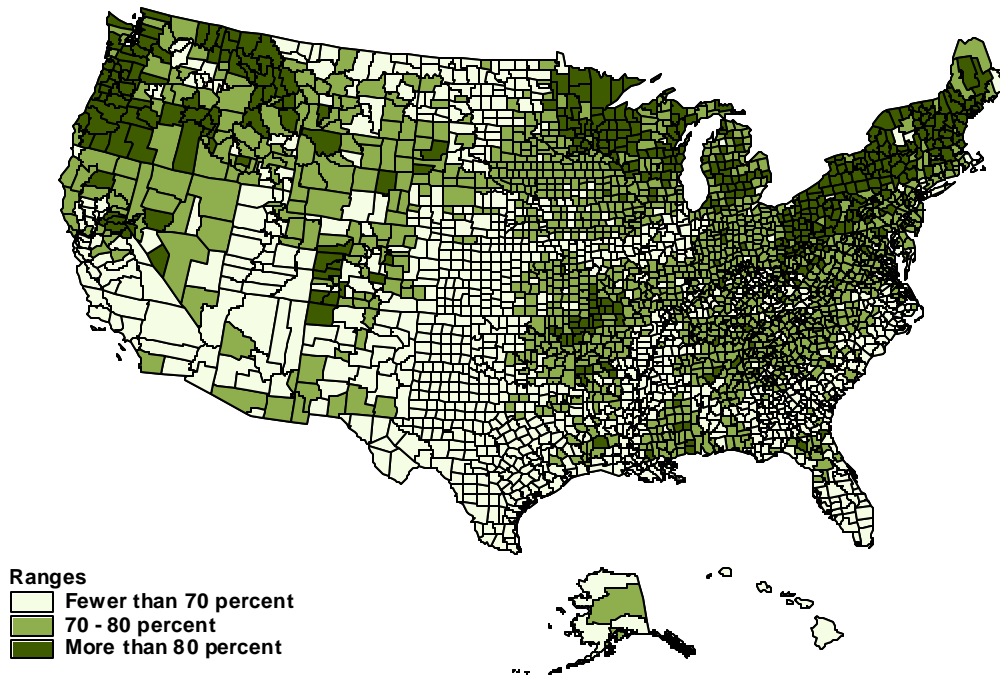 Ranges
Fewer than 70 percent
70 - 80 percent
More than 80 percent